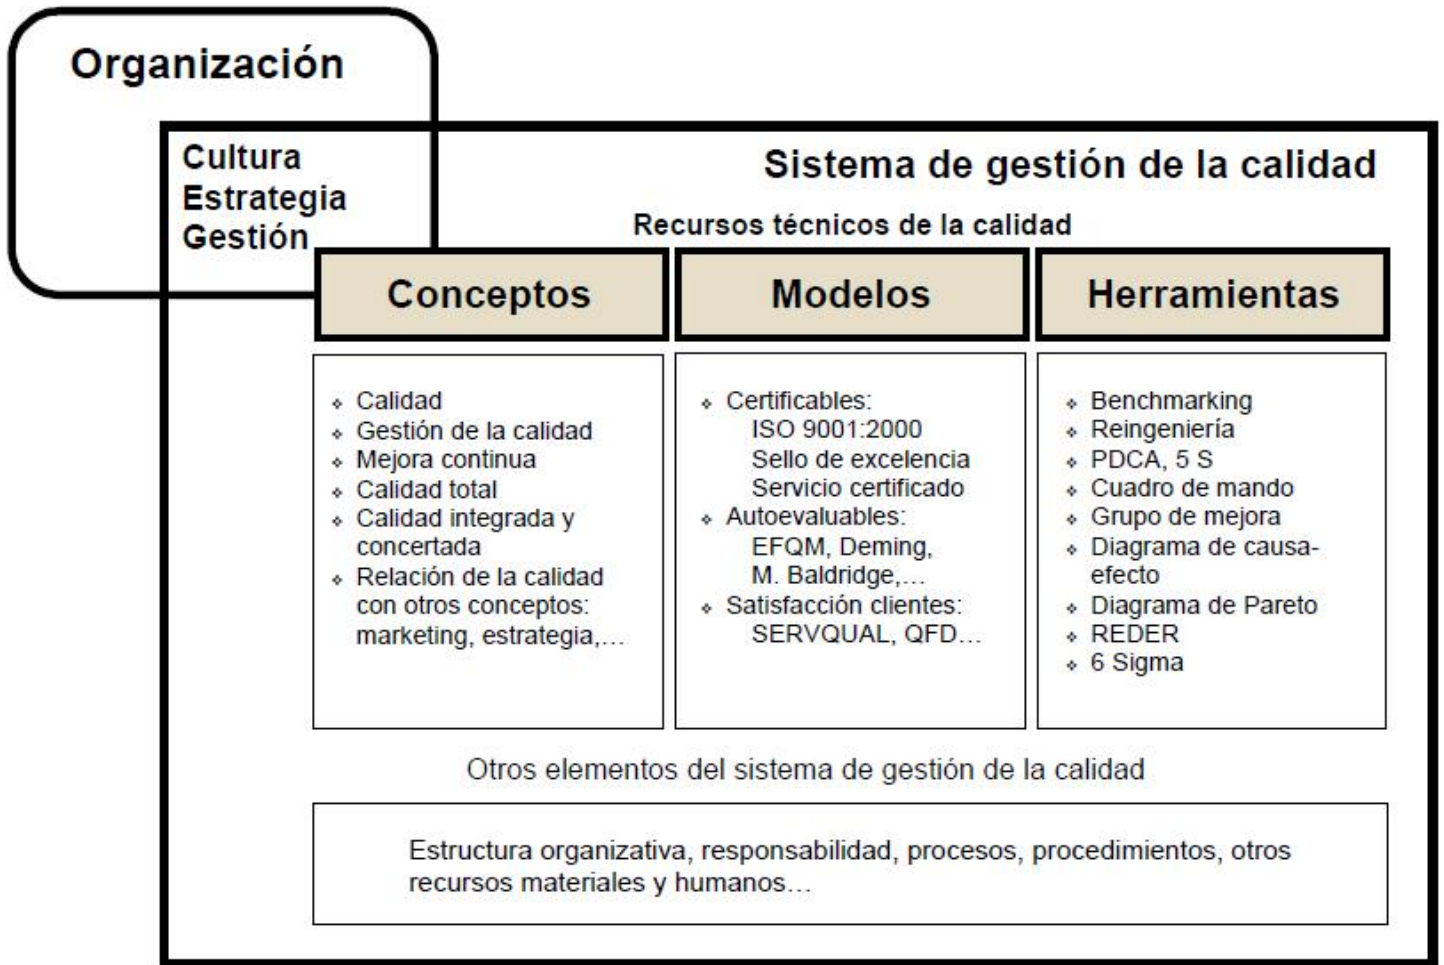 Organización
Cultura
Estrategia
Gestión
Sistema de gestión de la calidad
Recursos técnicos de la calidad
Conceptos
❖ Calidad
❖ Gestión de la calidad
❖ Mejora continua
❖ Calidad total
❖ Calidad integrada y
concertada
❖ Relación de la calidad
con otros conceptos:
marketing, estrategia,…
Modelos
❖ Certificables:
ISO 9001:2000
Sello de excelencia
Servicio certificado
❖ Autoevaluables:
EFQM, Deming,
M. Baldridge,…
❖ Satisfacción clientes:
SERVQUAL, QFD…
Herramientas
❖ Benchmarking
❖ Reingeniería
❖ PDCA, 5 S
❖ Cuadro de mando
❖ Grupo de mejora
❖ Diagrama de causa-
efecto
❖ Diagrama de Pareto
❖ REDER
❖ 6 Sigma
Otros elementos del sistema de gestión de la calidad
Estructura organizativa, responsabilidad, procesos, procedimientos, otros
recursos materiales y humanos…